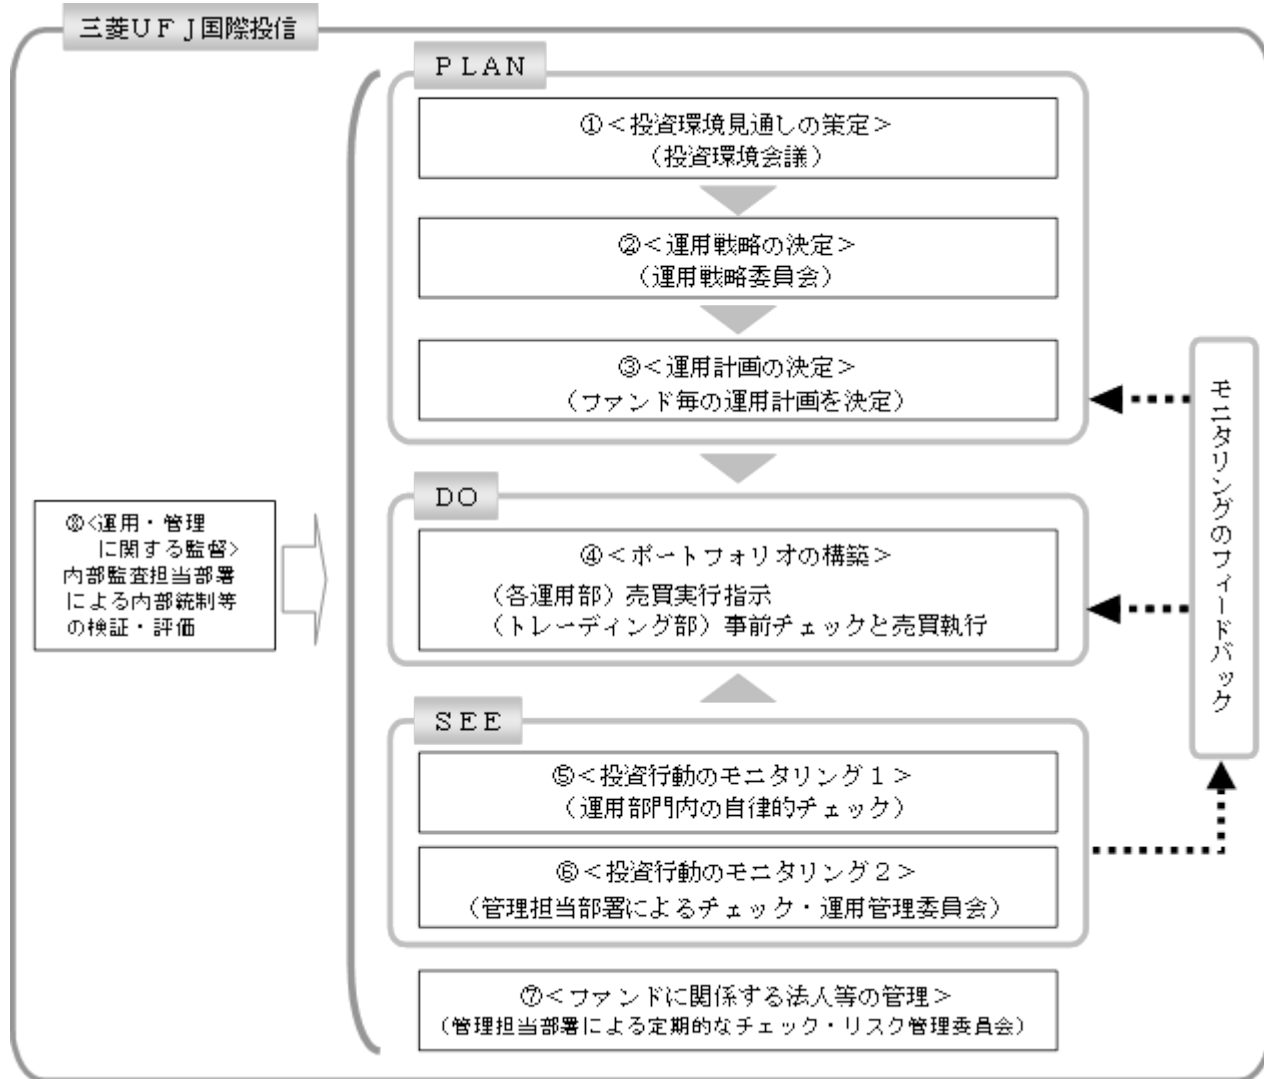 三菱ＵＦＪ国際投信
ＰＬＡＮ
①＜投資環境見通しの策定＞
（投資環境会議）
②＜運用戦略の決定＞
（運用戦略委員会）
③＜運用計画の決定＞
（ファンド毎の運用計画を決定）
ＤＯ
④＜ポートフォリオの構築＞
（各運用部）売買実行指示
（トレーディング部）事前チェックと売買執行
ＳＥＥ
⑤＜投資行動のモニタリング１＞
（運用部門内の自律的チェック）
⑥＜投資行動のモニタリング２＞
（管理担当部署によるチェック・運用管理委員会）
⑦＜ファンドに関係する法人等の管理＞
（管理担当部署による定期的なチェック・リスク管理委員会）
⑧＜運用・管理
に関する監督＞
内部監査担当部署
による内部統制等
の検証・評価
モニタリングのフィードバック